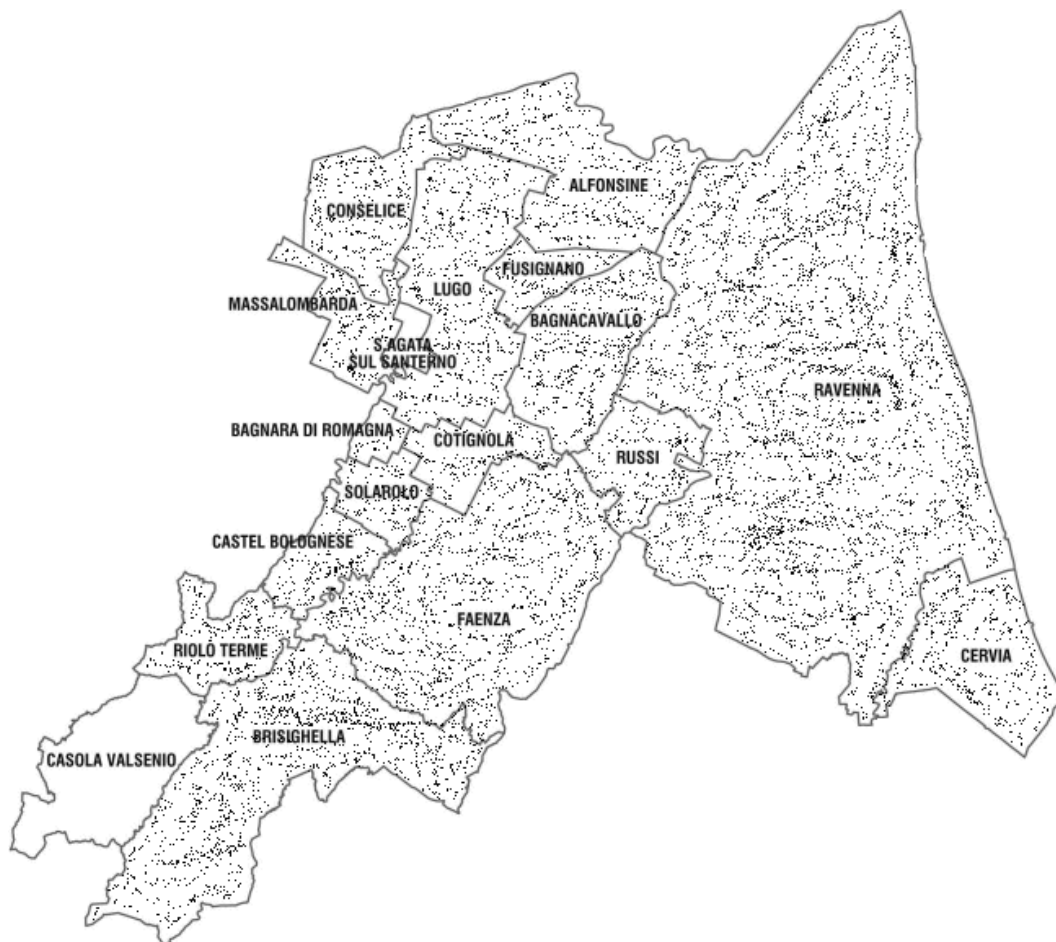 ALFONSINE
CONSELICE
FUSIGNANO
LUGO
MASSALOMBARDA
BAGNACAVALLO
S.AGATA
SUL SANTERNO
RAVENNA
BAGNARA DI ROMAGNA
COTIGNOLA
RUSSI
SOLAROLO
CASTEL BOLOGNESE
FAENZA
RIOLO TERME
CERVIA
BRISIGHELLA
CASOLA VALSENIO